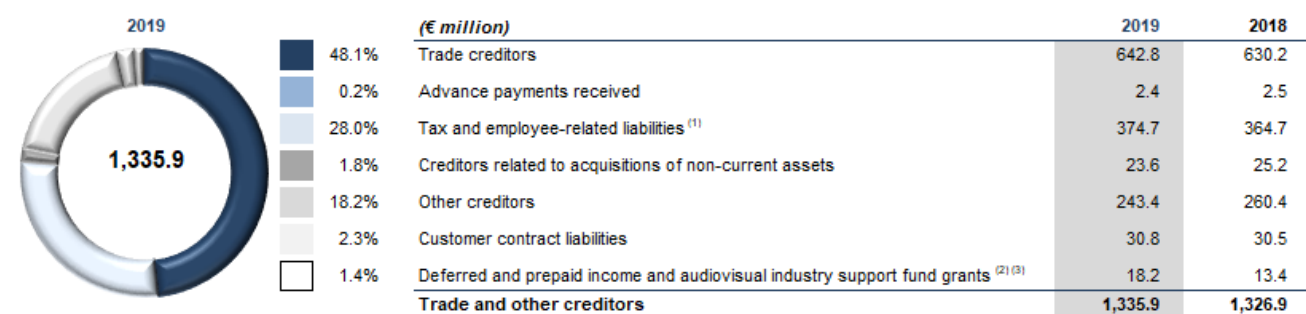 2019
(€ million) 2019 2018
48.1% Trade creditors 642.8 630.2
0.2% Advance payments received 2.4 2.5
28.0% Tax and employee-related liabilities (1) 374.7 364.7
1,335.9
1.8% Creditors related to acquisitions of non-current assets 23.6 25.2
18.2% Other creditors 243.4 260.4
2.3% Customer contract liabilities 30.8 30.5
1.4% Deferred and prepaid income and audiovisual industry support fund grants (2) (3) 18.2 13.4
Trade and other creditors 1,335.9 1,326.9